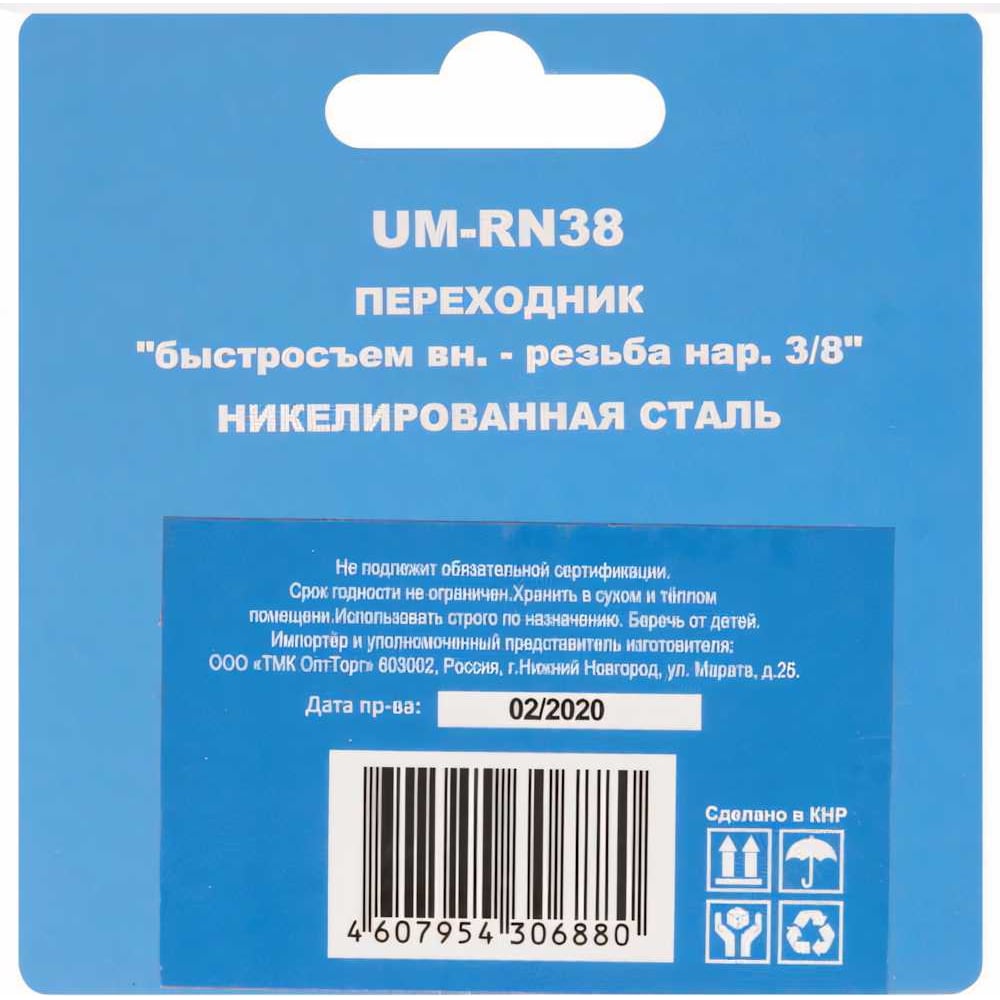 UM-RN38
ПЕРЕХОДНИК
"быстросъем вн. - резьба нар. 3/8"
НИКЕЛИРОВАННАЯ СТАЛЬ
Не подлежит обязательной сертификации.
Срок годности не ограничен.Хранить в сухом и тёплом
помещени.Использовать строго по назначению. Беречь от детей.
Импортёр и уполномоченный представитель изготовителя:
ООО «ТМК ОптТорг» 603002, Россия, г.Нижний Новгород, ул. Марата, д.25.
Дата пр-ва: 02/2020
Сделано в КНР
4 607954 306880